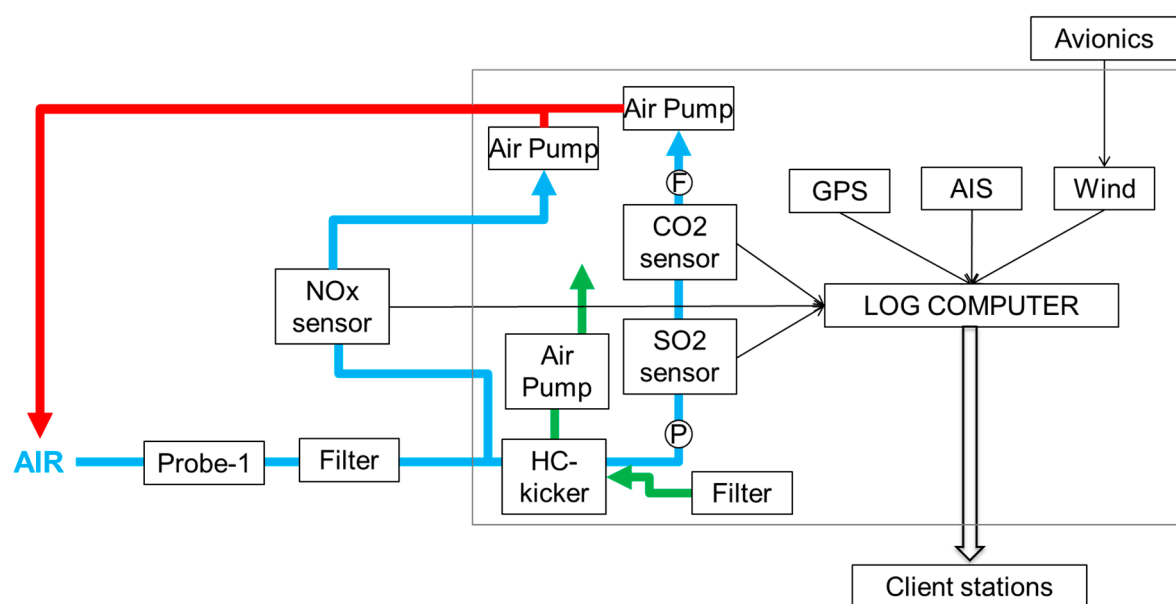 Avionics
Air Pump
Air Pump
F
GPS
AIS
Wind
CO2
sensor
NOx
sensor
LOG COMPUTER
SO2
sensor
Air
Pump
P
AIR
Probe-1
Filter
HC-
kicker
Filter
Client stations